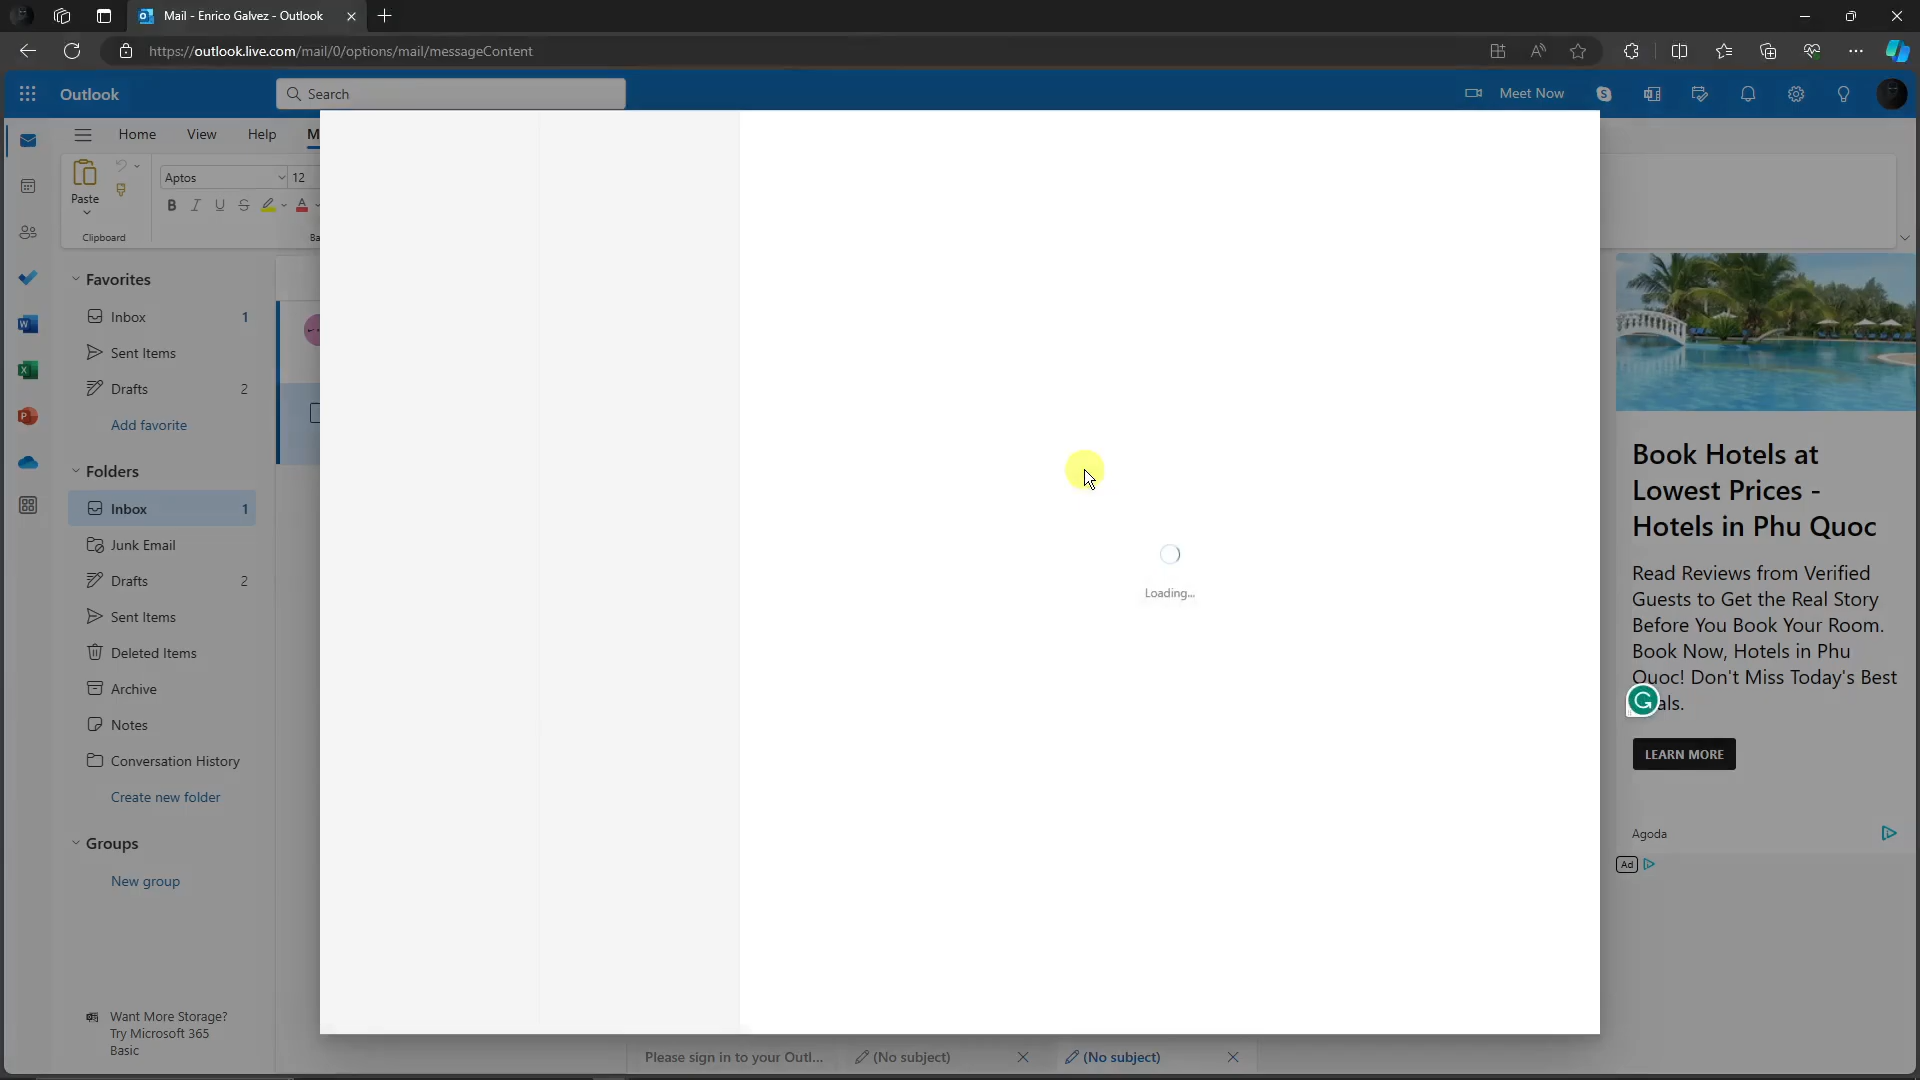 Mail - Enrico Galvez - Outlook
https://outlook.live.com/mail/0/options/mail/messageContent
Outlook
Search
Meet Now
Home
View
Help
M
Paste
Aptos
12
B
I
U
S
A
Clipboard
Ba
Favorites
Inbox 1
Sent Items
Drafts 2
Add favorite
Folders
Inbox 1
Junk Email
Drafts 2
Sent Items
Deleted Items
Archive
Notes
Conversation History
Create new folder
Groups
New group
Want More Storage?
Try Microsoft 365
Basic
Loading...
Please sign in to your Outl...
(No subject)
(No subject)
Book Hotels at
Lowest Prices -
Hotels in Phu Quoc
Read Reviews from Verified
Guests to Get the Real Story
Before You Book Your Room.
Book Now, Hotels in Phu
Quoc! Don't Miss Today's Best
als.
LEARN MORE
Agoda
Ad